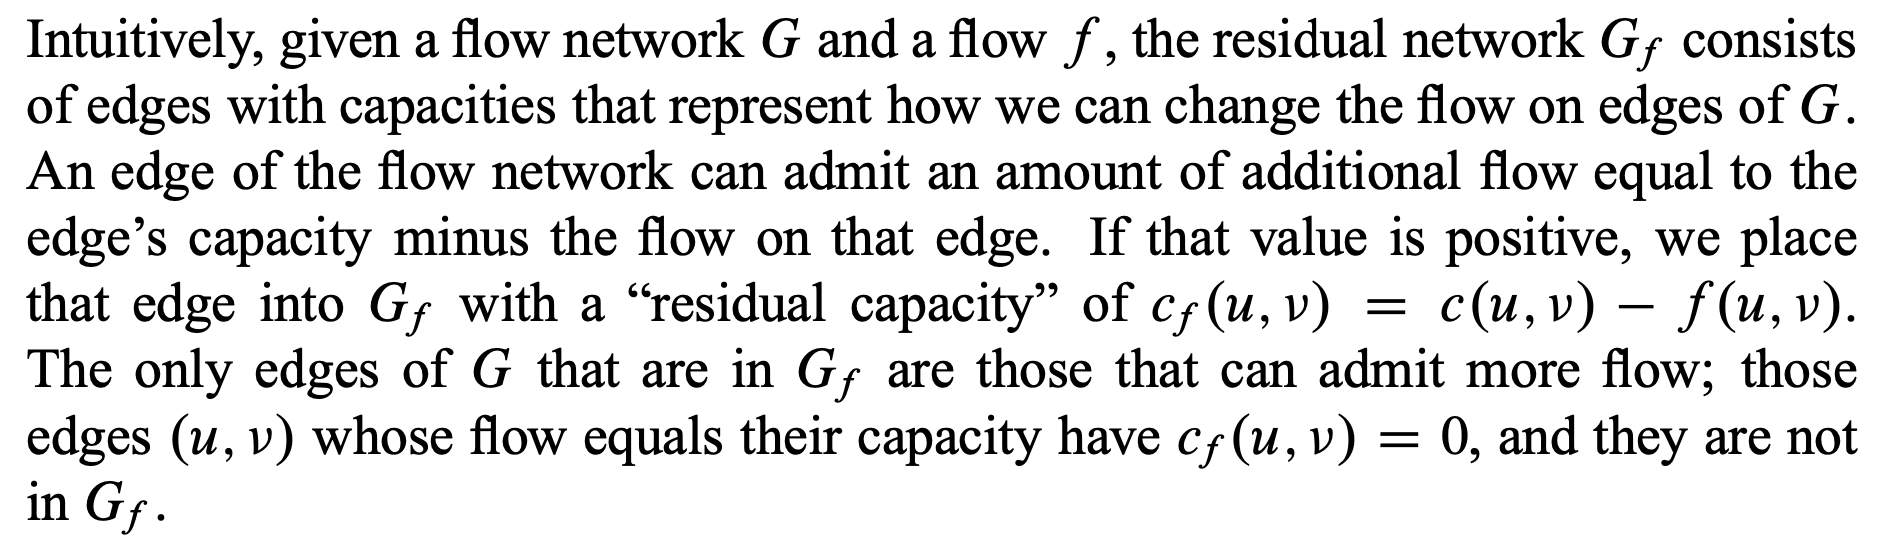 Intuitively, given a flow network G and a flow f, the residual network G_f consists
of edges with capacities that represent how we can change the flow on edges of G.
An edge of the flow network can admit an amount of additional flow equal to the
edge’s capacity minus the flow on that edge. If that value is positive, we place
that edge into G_f with a “residual capacity” of c_f(u, v) = c(u, v) − f(u, v).
The only edges of G that are in G_f are those that can admit more flow; those
edges (u, v) whose flow equals their capacity have c_f(u, v) = 0, and they are not
in G_f.